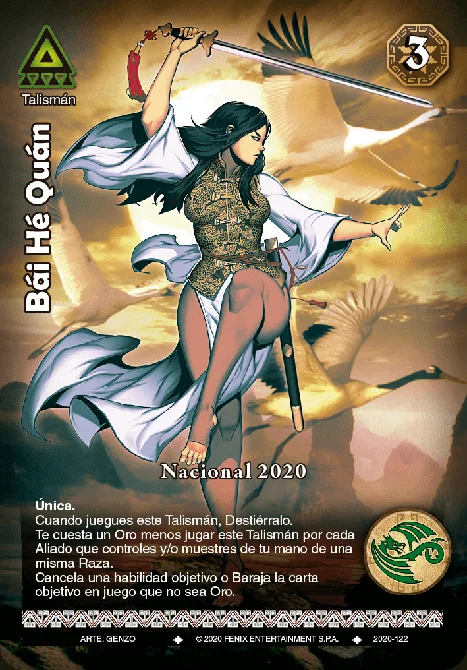 3
Talismán
Bái Hé Quán
Nacional 2020
Única.
Cuando juegues este Talismán, Destiérralo.
Te cuesta un Oro menos jugar este Talismán por cada
Aliado que controles y/o muestres de tu mano de una
misma Raza.
Cancela una habilidad objetivo o Baraja la carta
objetivo en juego que no sea Oro.
ARTE: GENZO
© 2020 FENIX ENTERTAINMENT S.P.A.
2020-122